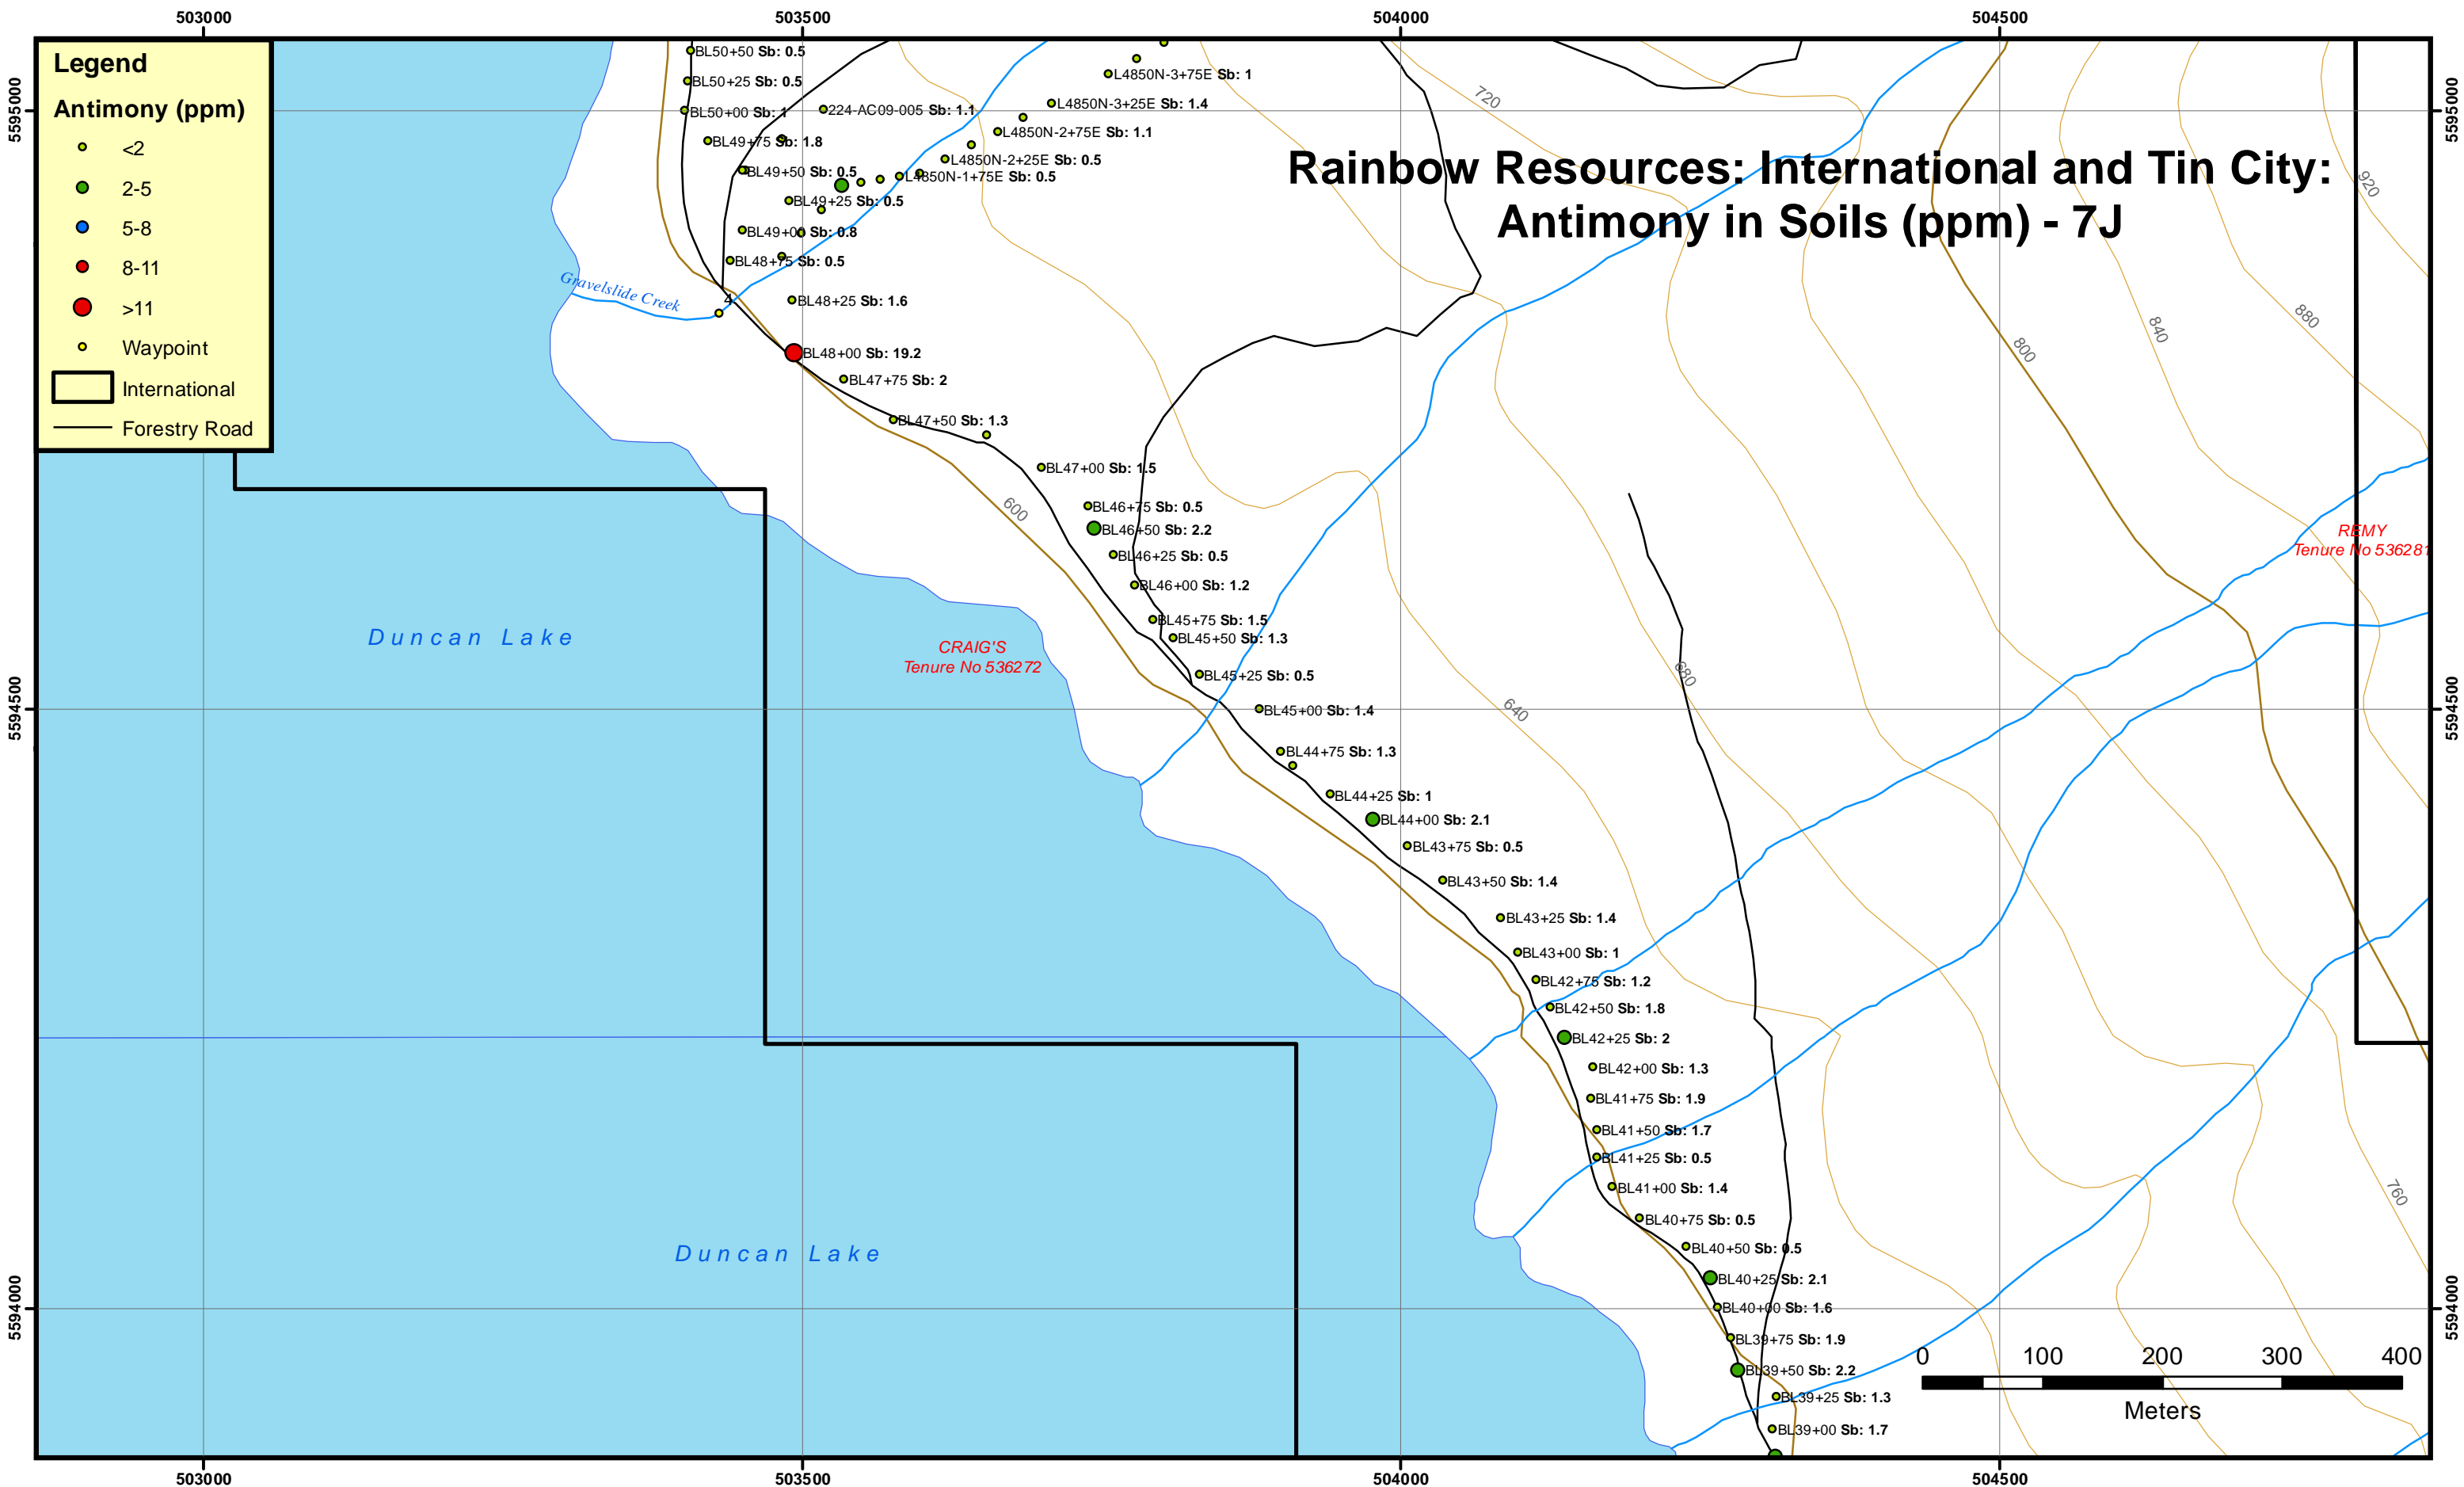 503000 503500 504000 504500
Legend
Antimony (ppm)
<2
2-5
5-8
8-11
>11
Waypoint
International
Forestry Road
Rainbow Resources: International and Tin City:
Antimony in Soils (ppm) - 7J
5595000
5595000
BL50+50 Sb: 0.5
BL50+25 Sb: 0.5
BL50+00 Sb: 1
224-AC09-005 Sb: 1.1
L4850N-3+75E Sb: 1
L4850N-3+25E Sb: 1.4
L4850N-2+75E Sb: 1.1
L4850N-2+25E Sb: 0.5
L4850N-1+75E Sb: 0.5
BL49+75 Sb: 1.8
BL49+50 Sb: 0.5
BL49+25 Sb: 0.5
BL49+00 Sb: 0.8
BL48+75 Sb: 0.5
Gravelslide Creek
4
BL48+25 Sb: 1.6
BL48+00 Sb: 19.2
BL47+75 Sb: 2
BL47+50 Sb: 1.3
BL47+00 Sb: 1.5
BL46+75 Sb: 0.5
BL46+50 Sb: 2.2
BL46+25 Sb: 0.5
BL46+00 Sb: 1.2
BL45+75 Sb: 1.5
BL45+50 Sb: 1.3
BL45+25 Sb: 0.5
BL45+00 Sb: 1.4
BL44+75 Sb: 1.3
BL44+25 Sb: 1
BL44+00 Sb: 2.1
BL43+75 Sb: 0.5
BL43+50 Sb: 1.4
BL43+25 Sb: 1.4
BL43+00 Sb: 1
BL42+75 Sb: 1.2
BL42+50 Sb: 1.8
BL42+25 Sb: 2
BL42+00 Sb: 1.3
BL41+75 Sb: 1.9
BL41+50 Sb: 1.7
BL41+25 Sb: 0.5
BL41+00 Sb: 1.4
BL40+75 Sb: 0.5
BL40+50 Sb: 0.5
BL40+25 Sb: 2.1
BL40+00 Sb: 1.6
BL39+75 Sb: 1.9
BL39+50 Sb: 2.2
BL39+25 Sb: 1.3
BL39+00 Sb: 1.7
720
920
880
840
800
600
640
680
760
REMY
Tenure No 536281
CRAIG'S
Tenure No 536272
Duncan Lake
Duncan Lake
5594500
5594500
5594000
5594000
0 100 200 300 400
Meters
503000 503500 504000 504500